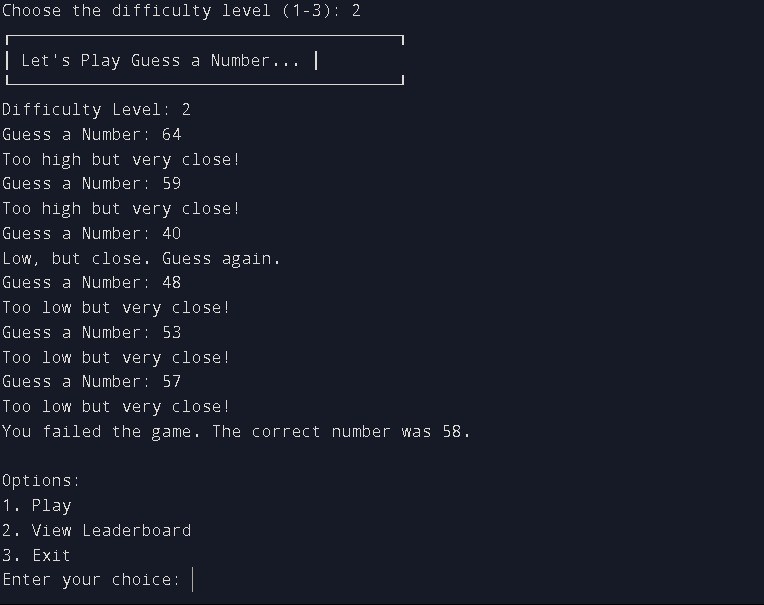 Choose the difficulty level (1-3): 2
Let's Play Guess a Number...
Difficulty Level: 2
Guess a Number: 64
Too high but very close!
Guess a Number: 59
Too high but very close!
Guess a Number: 40
Low, but close. Guess again.
Guess a Number: 48
Too low but very close!
Guess a Number: 53
Too low but very close!
Guess a Number: 57
Too low but very close!
You failed the game. The correct number was 58.
Options:
1. Play
2. View Leaderboard
3. Exit
Enter your choice: